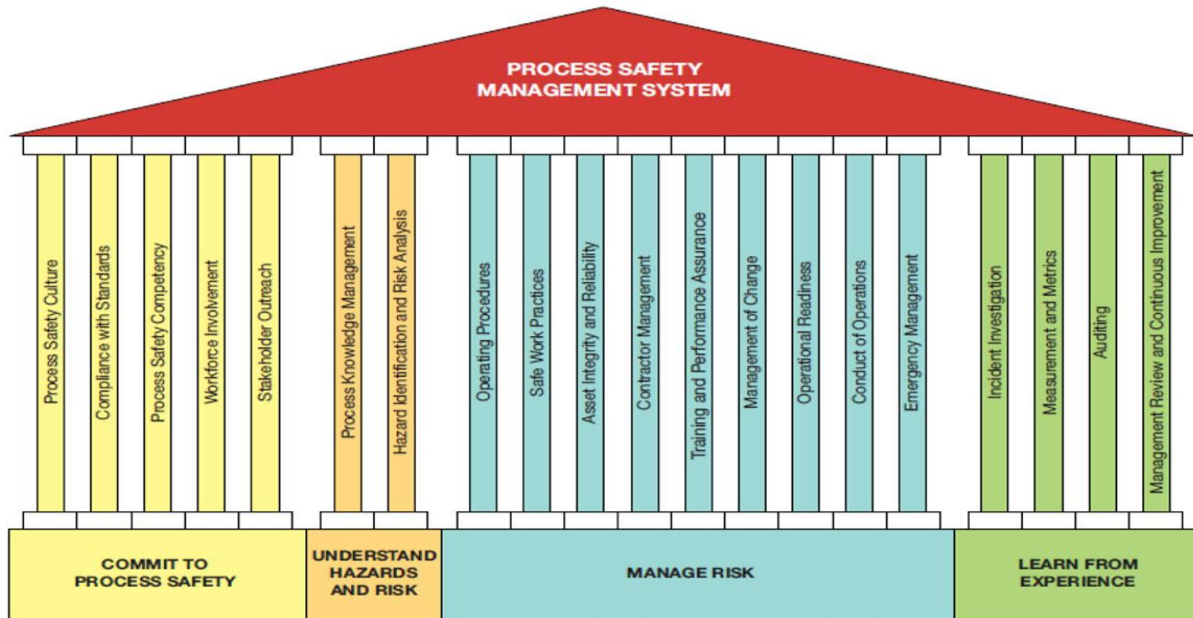 PROCESS SAFETY
MANAGEMENT SYSTEM
Process Safety Culture
Compliance with Standards
Process Safety Competency
Workforce Involvement
Stakeholder Outreach
Process Knowledge Management
Hazard Identification and Risk Analysis
Operating Procedures
Safe Work Practices
Asset Integrity and Reliability
Contractor Management
Training and Performance Assurance
Management of Change
Operational Readiness
Conduct of Operations
Emergency Management
Incident Investigation
Measurement and Metrics
Auditing
Management Review and Continuous Improvement
COMMIT TO
PROCESS SAFETY
UNDERSTAND
HAZARDS
AND RISK
MANAGE RISK
LEARN FROM
EXPERIENCE